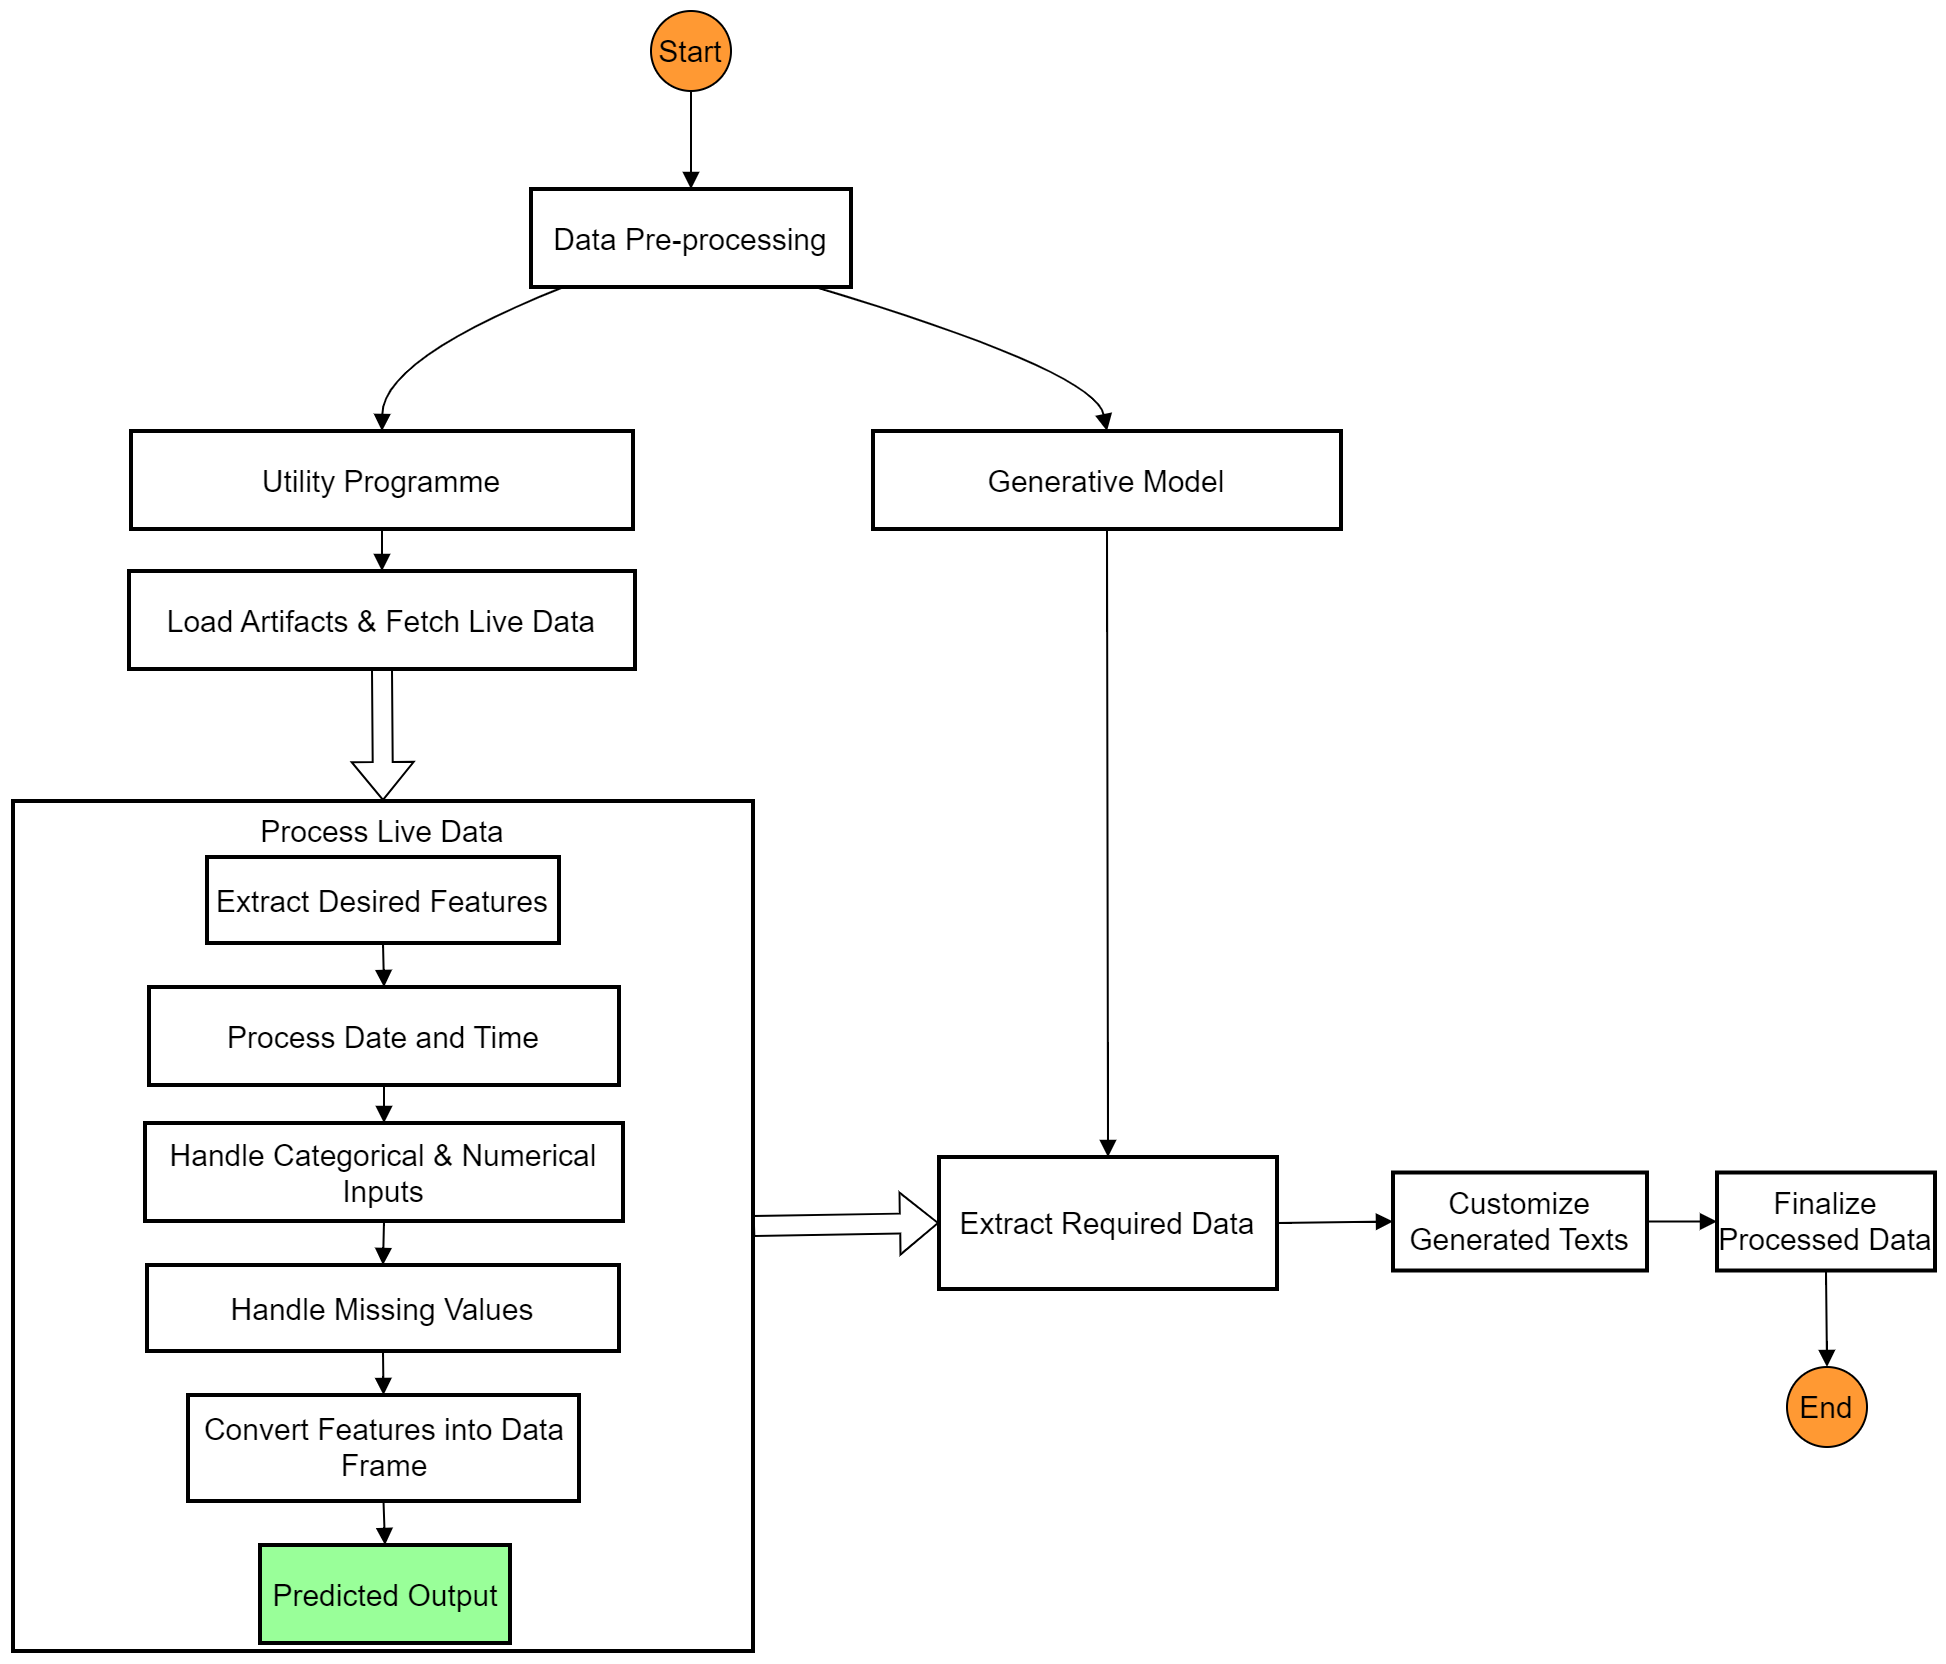 Start
Data Pre-processing
Utility Programme
Generative Model
Load Artifacts & Fetch Live Data
Process Live Data
Extract Desired Features
Process Date and Time
Handle Categorical & Numerical
Inputs
Handle Missing Values
Convert Features into Data
Frame
Predicted Output
Extract Required Data
Customize
Generated Texts
Finalize
Processed Data
End